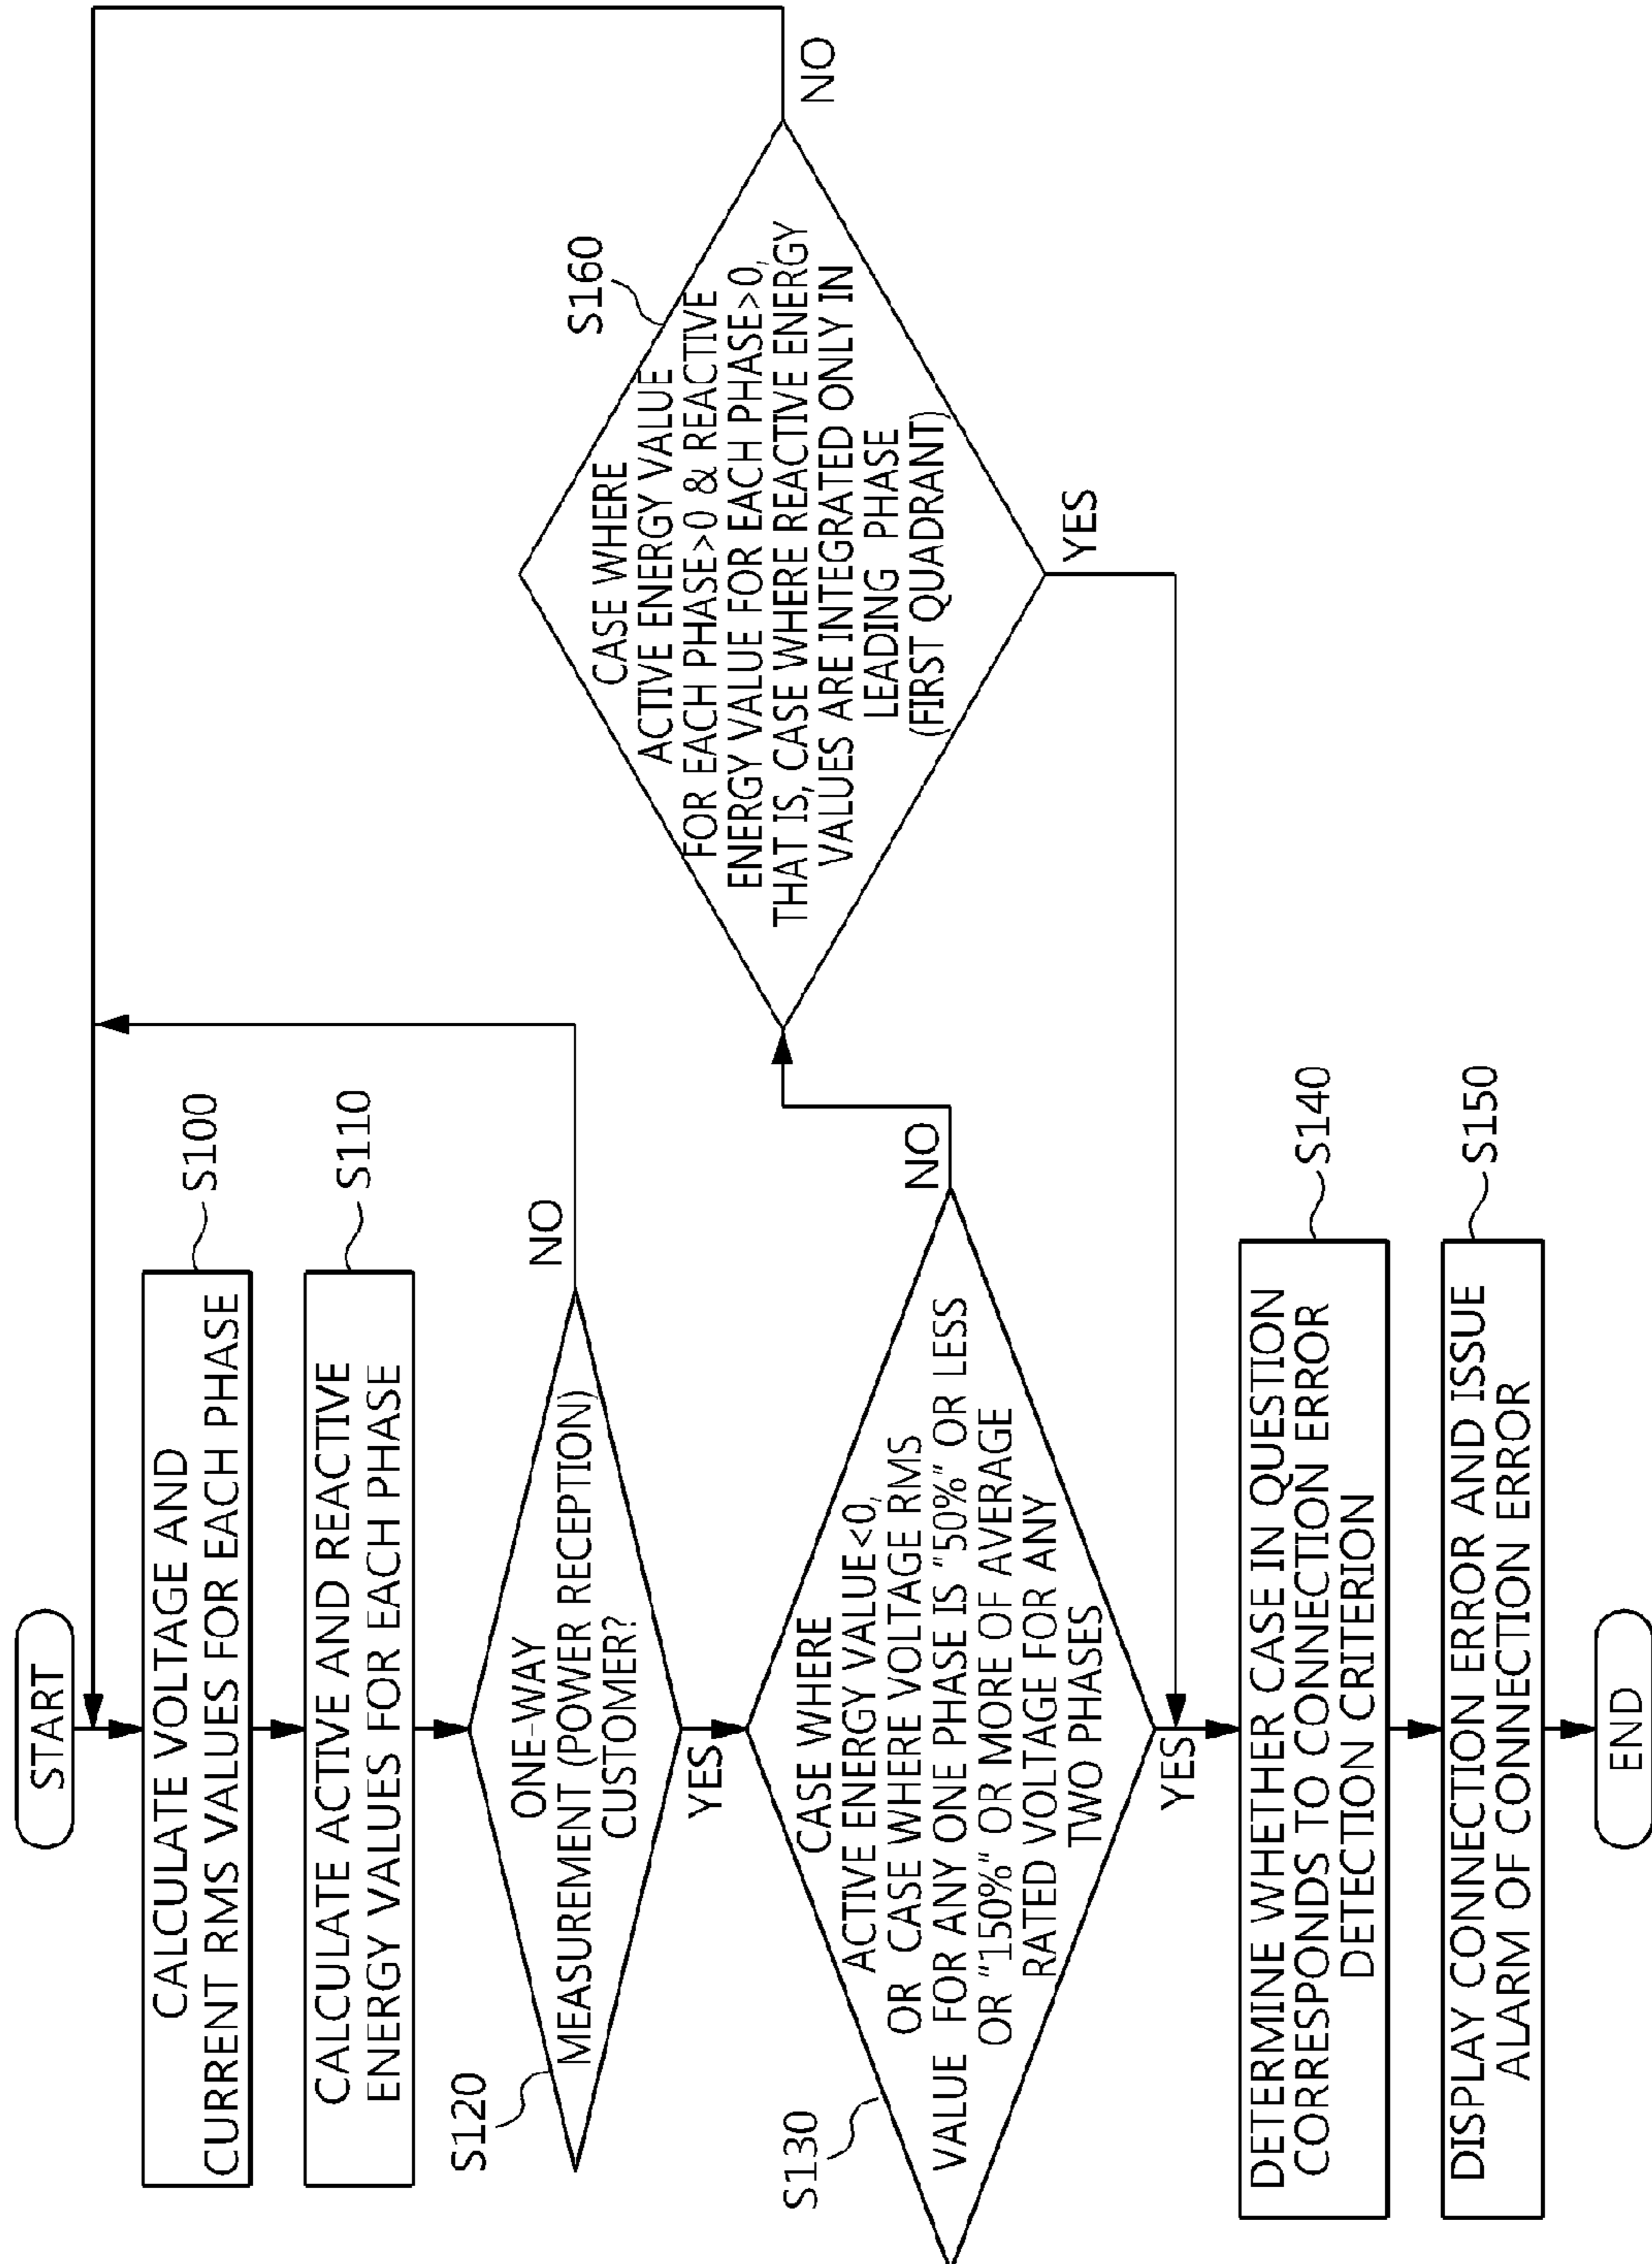 START
CALCULATE VOLTAGE AND
CURRENT RMS VALUES FOR EACH PHASE
S100
CALCULATE ACTIVE AND REACTIVE
ENERGY VALUES FOR EACH PHASE
S110
S120
ONE-WAY
MEASUREMENT (POWER RECEPTION)
CUSTOMER?
NO
YES
S130
CASE WHERE
ACTIVE ENERGY VALUE<0,
OR CASE WHERE VOLTAGE RMS
VALUE FOR ANY ONE PHASE IS "50%" OR LESS
OR "150%" OR MORE OF AVERAGE
RATED VOLTAGE FOR ANY
TWO PHASES
NO
YES
S160
CASE WHERE
ACTIVE ENERGY VALUE
FOR EACH PHASE>0 & REACTIVE
ENERGY VALUE FOR EACH PHASE>0,
THAT IS, CASE WHERE REACTIVE ENERGY
VALUES ARE INTEGRATED ONLY IN
LEADING PHASE
(FIRST QUADRANT)
NO
YES
DETERMINE WHETHER CASE IN QUESTION
CORRESPONDS TO CONNECTION ERROR
DETECTION CRITERION
S140
DISPLAY CONNECTION ERROR AND ISSUE
ALARM OF CONNECTION ERROR
S150
END